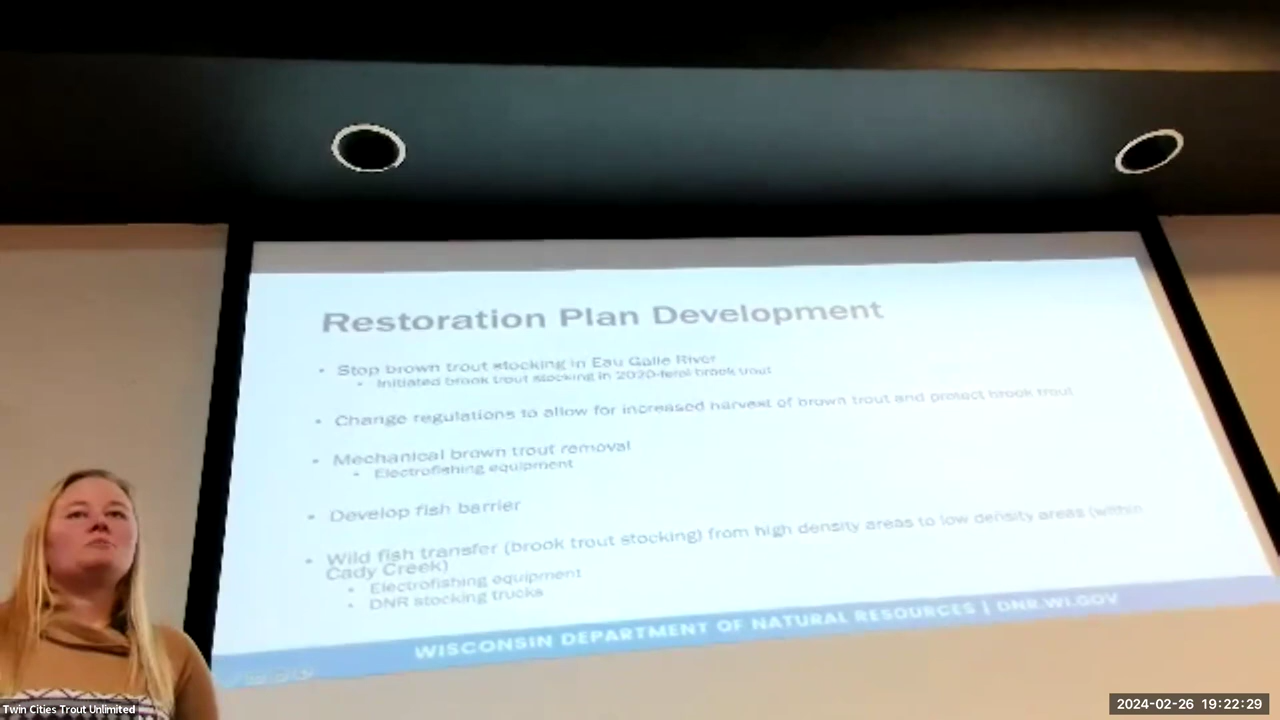 Restoration Plan Development
• Stop brown trout stocking in Eau Galle River
• Initiated brook trout stocking in 2020-feral brook trout
• Change regulations to allow for increased harvest of brown trout and protect brook trout
• Mechanical brown trout removal
• Electrofishing equipment
• Develop fish barrier
• Wild fish transfer (brook trout stocking) from high density areas to low density areas (within
Cady Creek)
• Electrofishing equipment
• DNR stocking trucks
WISCONSIN DEPARTMENT OF NATURAL RESOURCES | DNR.WI.GOV
Twin Cities Trout Unlimited
2024-02-26 19:22:29